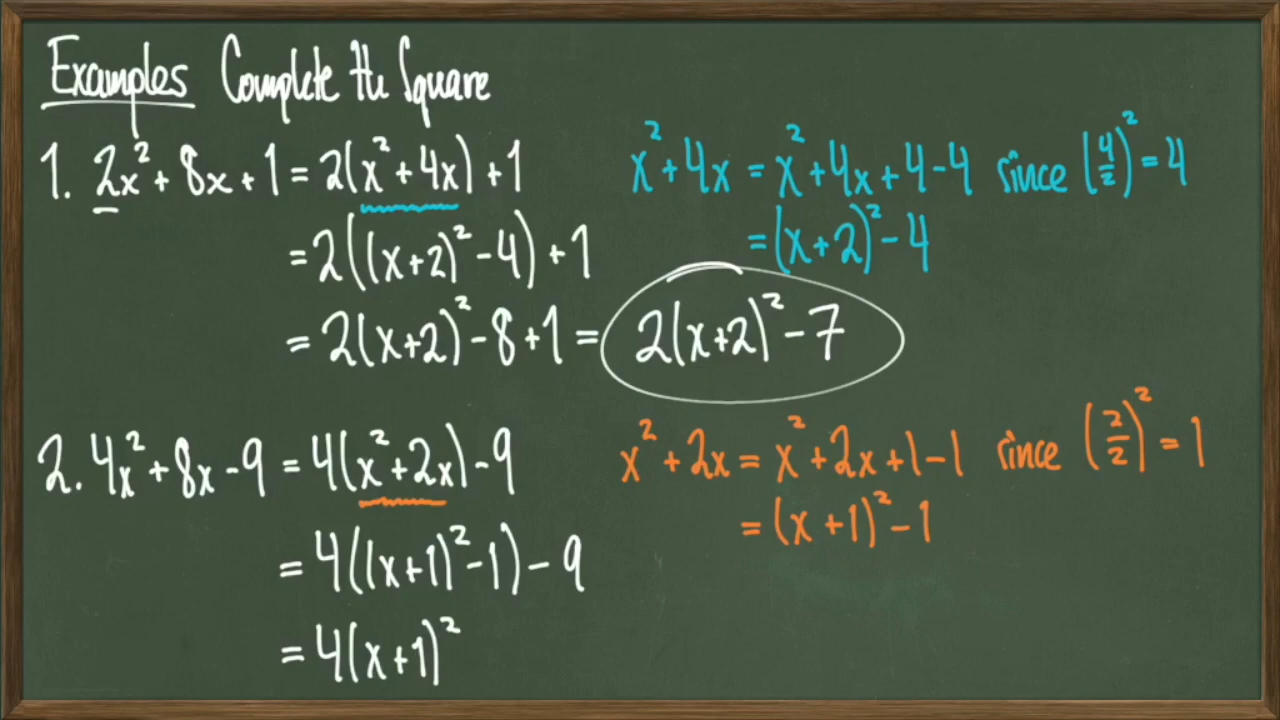 Examples Complete the Square
1. 2x² + 8x + 1 = 2(x² + 4x) + 1
= 2((x+2)² - 4) + 1
= 2(x+2)² - 8 + 1 = 2(x+2)² - 7
x² + 4x = x² + 4x + 4 - 4 since (4/2)² = 4
= (x+2)² - 4
2. 4x² + 8x - 9 = 4(x² + 2x) - 9
= 4((x+1)² - 1) - 9
= 4(x+1)²
x² + 2x = x² + 2x + 1 - 1 since (2/2)² = 1
= (x+1)² - 1